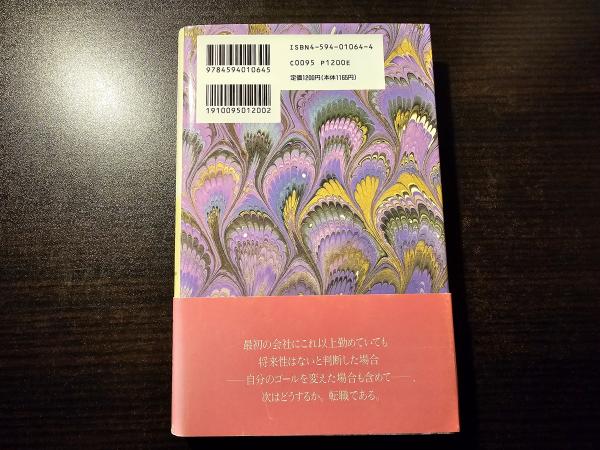 ISBN4-594-01064-4
C0095 P1200E
定価1200円(本体1165円)
9784594010645
1910095012002
最初の会社にこれ以上勤めていても
将来性はないと判断した場合
——自分のゴールを変えた場合も含めて——、
次はどうするか。転職である。